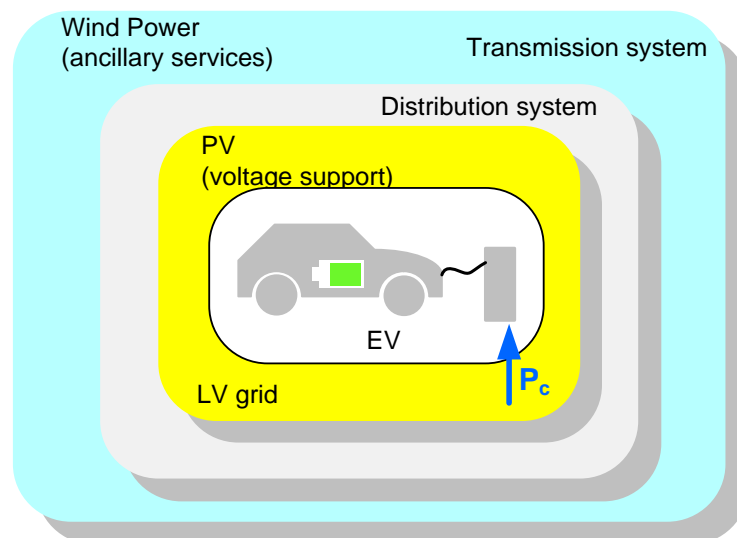 Wind Power
(ancillary services)
Transmission system
Distribution system
PV
(voltage support)
EV
LV grid
Pc